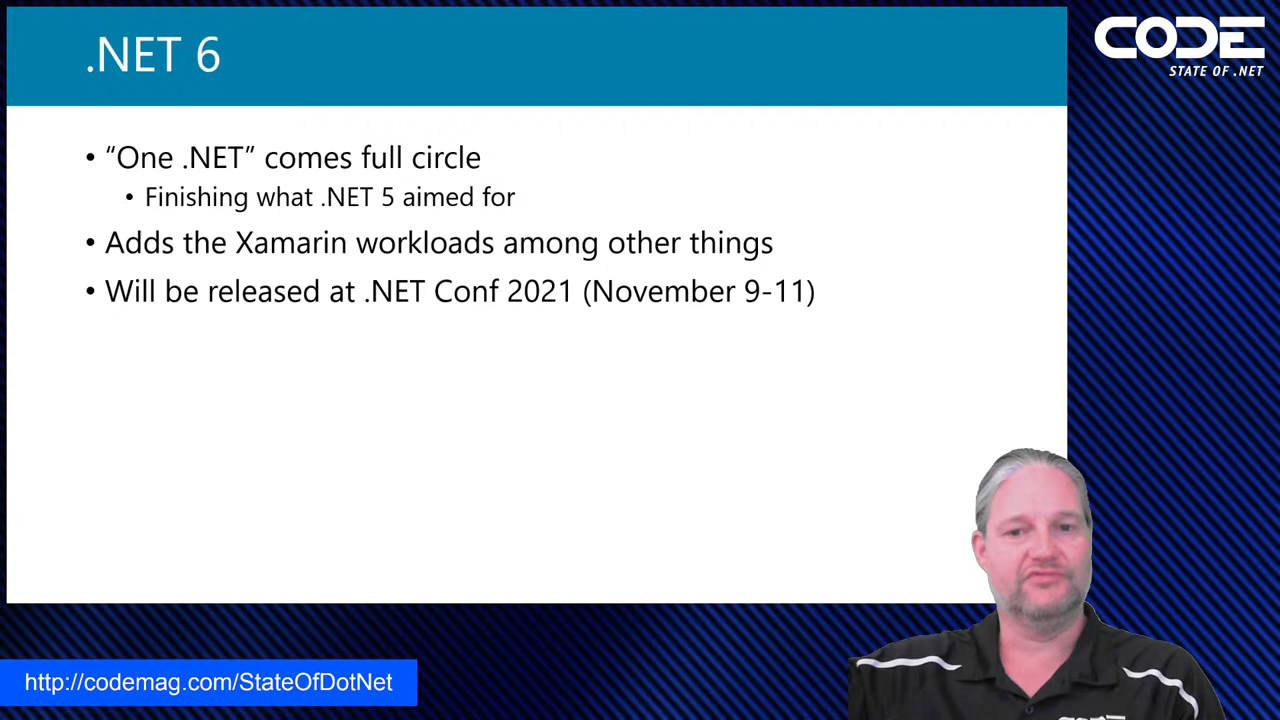 .NET 6
CODE
STATE OF .NET
• “One .NET” comes full circle
• Finishing what .NET 5 aimed for
• Adds the Xamarin workloads among other things
• Will be released at .NET Conf 2021 (November 9-11)
http://codemag.com/StateOfDotNet
CODE